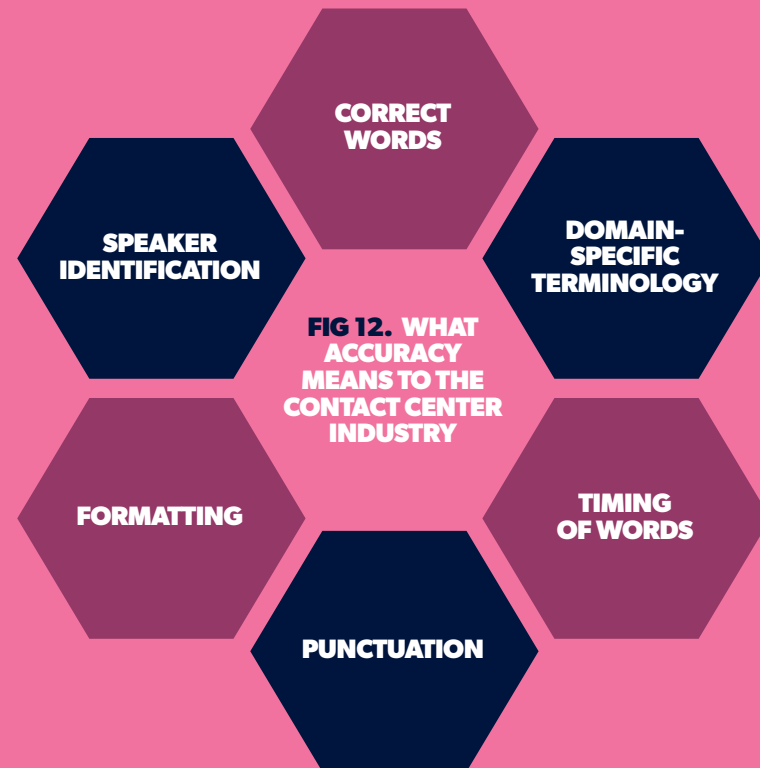 CORRECT
WORDS
SPEAKER
IDENTIFICATION
DOMAIN-
SPECIFIC
TERMINOLOGY
FIG 12. WHAT
ACCURACY
MEANS TO THE
CONTACT CENTER
INDUSTRY
FORMATTING
TIMING
OF WORDS
PUNCTUATION